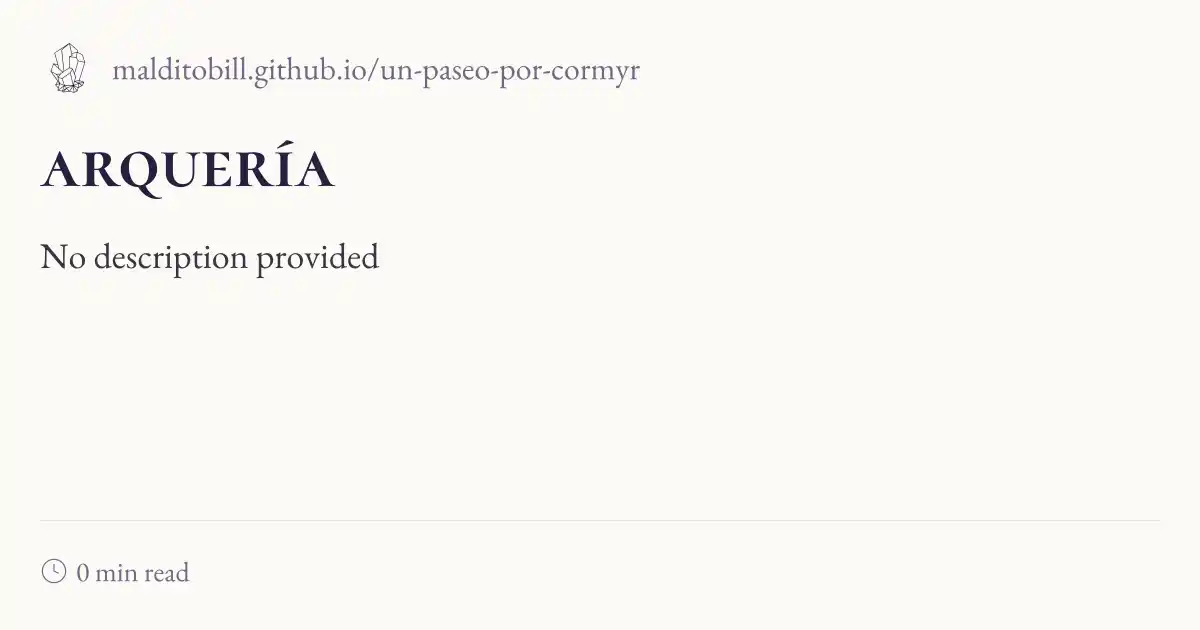 malditobill.github.io/un-paseo-por-cormyr
ARQUERÍA
No description provided
0 min read